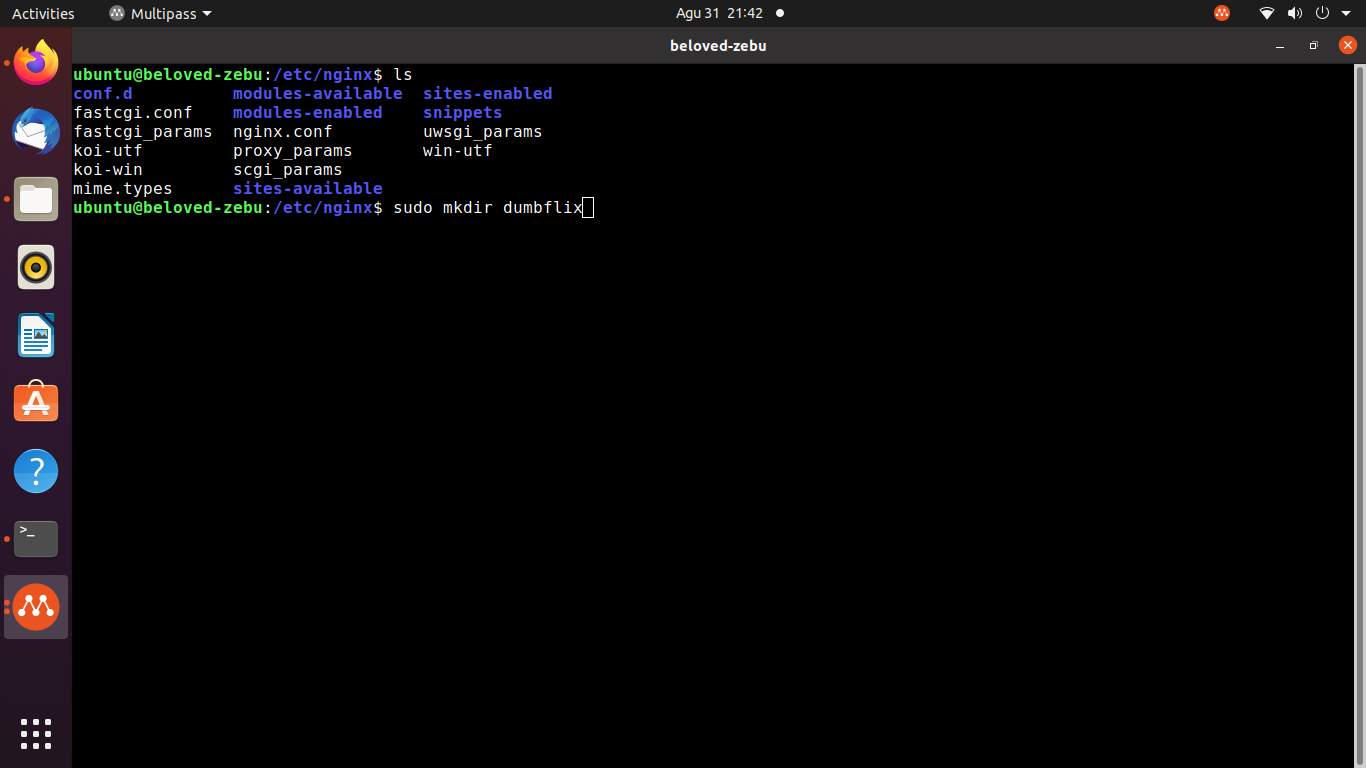 Activities Multipass Agu 31 21:42
beloved-zebu
ubuntu@beloved-zebu:/etc/nginx$ ls
conf.d modules-available sites-enabled
fastcgi.conf modules-enabled snippets
fastcgi_params nginx.conf uwsgi_params
koi-utf proxy_params win-utf
koi-win scgi_params
mime.types sites-available
ubuntu@beloved-zebu:/etc/nginx$ sudo mkdir dumbflix
?
>_